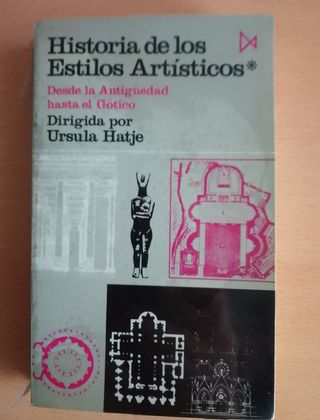 Historia de los
Estilos Artísticos*
Desde la Antigüedad
hasta el Gótico
Dirigida por
Ursula Hatje